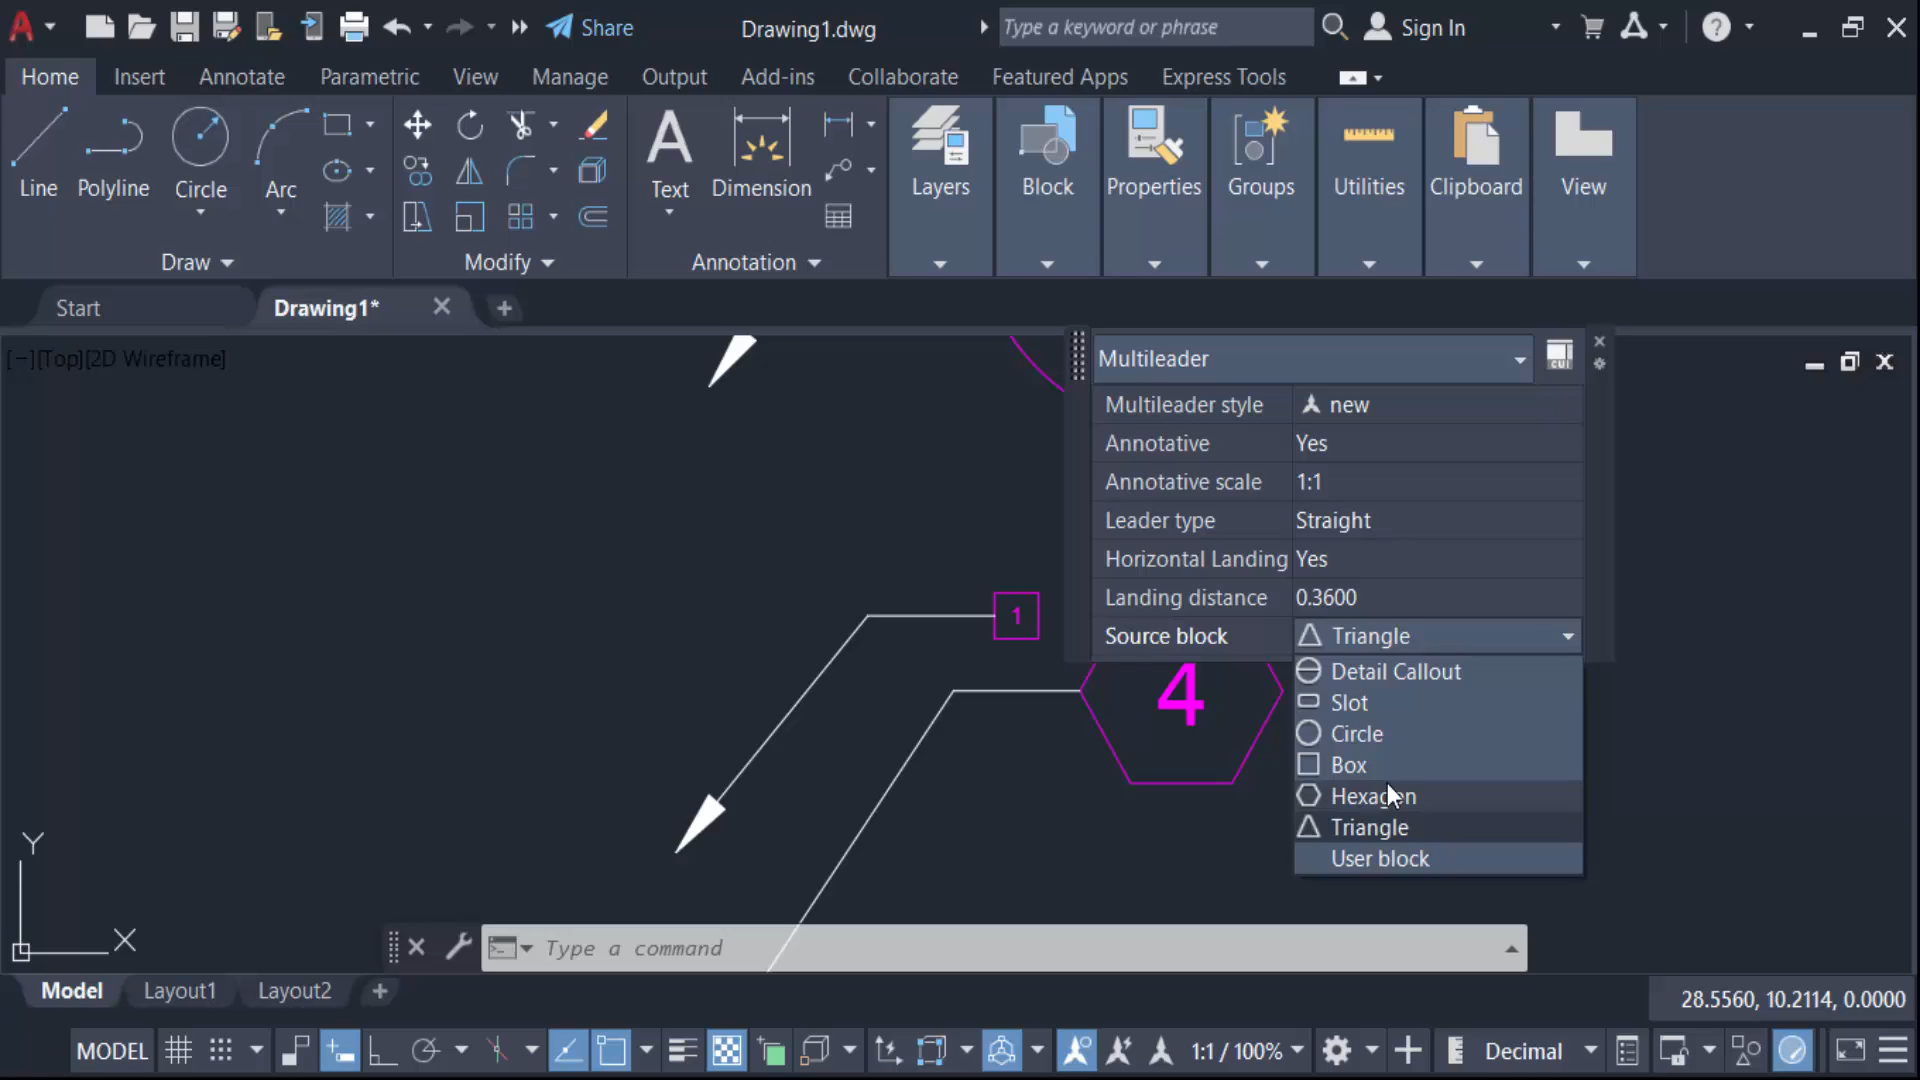 Share
Drawing1.dwg
Type a keyword or phrase
Sign In
Home
Insert
Annotate
Parametric
View
Manage
Output
Add-ins
Collaborate
Featured Apps
Express Tools
Line
Polyline
Circle
Arc
Text
Dimension
Layers
Block
Properties
Groups
Utilities
Clipboard
View
Draw
Modify
Annotation
Start
Drawing1*
[−][Top][2D Wireframe]
Multileader
CUI
Multileader style new
Annotative Yes
Annotative scale 1:1
Leader type Straight
Horizontal Landing Yes
Landing distance 0.3600
Source block Triangle
Detail Callout
Slot
Circle
Box
Hexagon
Triangle
User block
1
4
Y
X
Type a command
Model
Layout1
Layout2
28.5560, 10.2114, 0.0000
MODEL
1:1 / 100%
Decimal